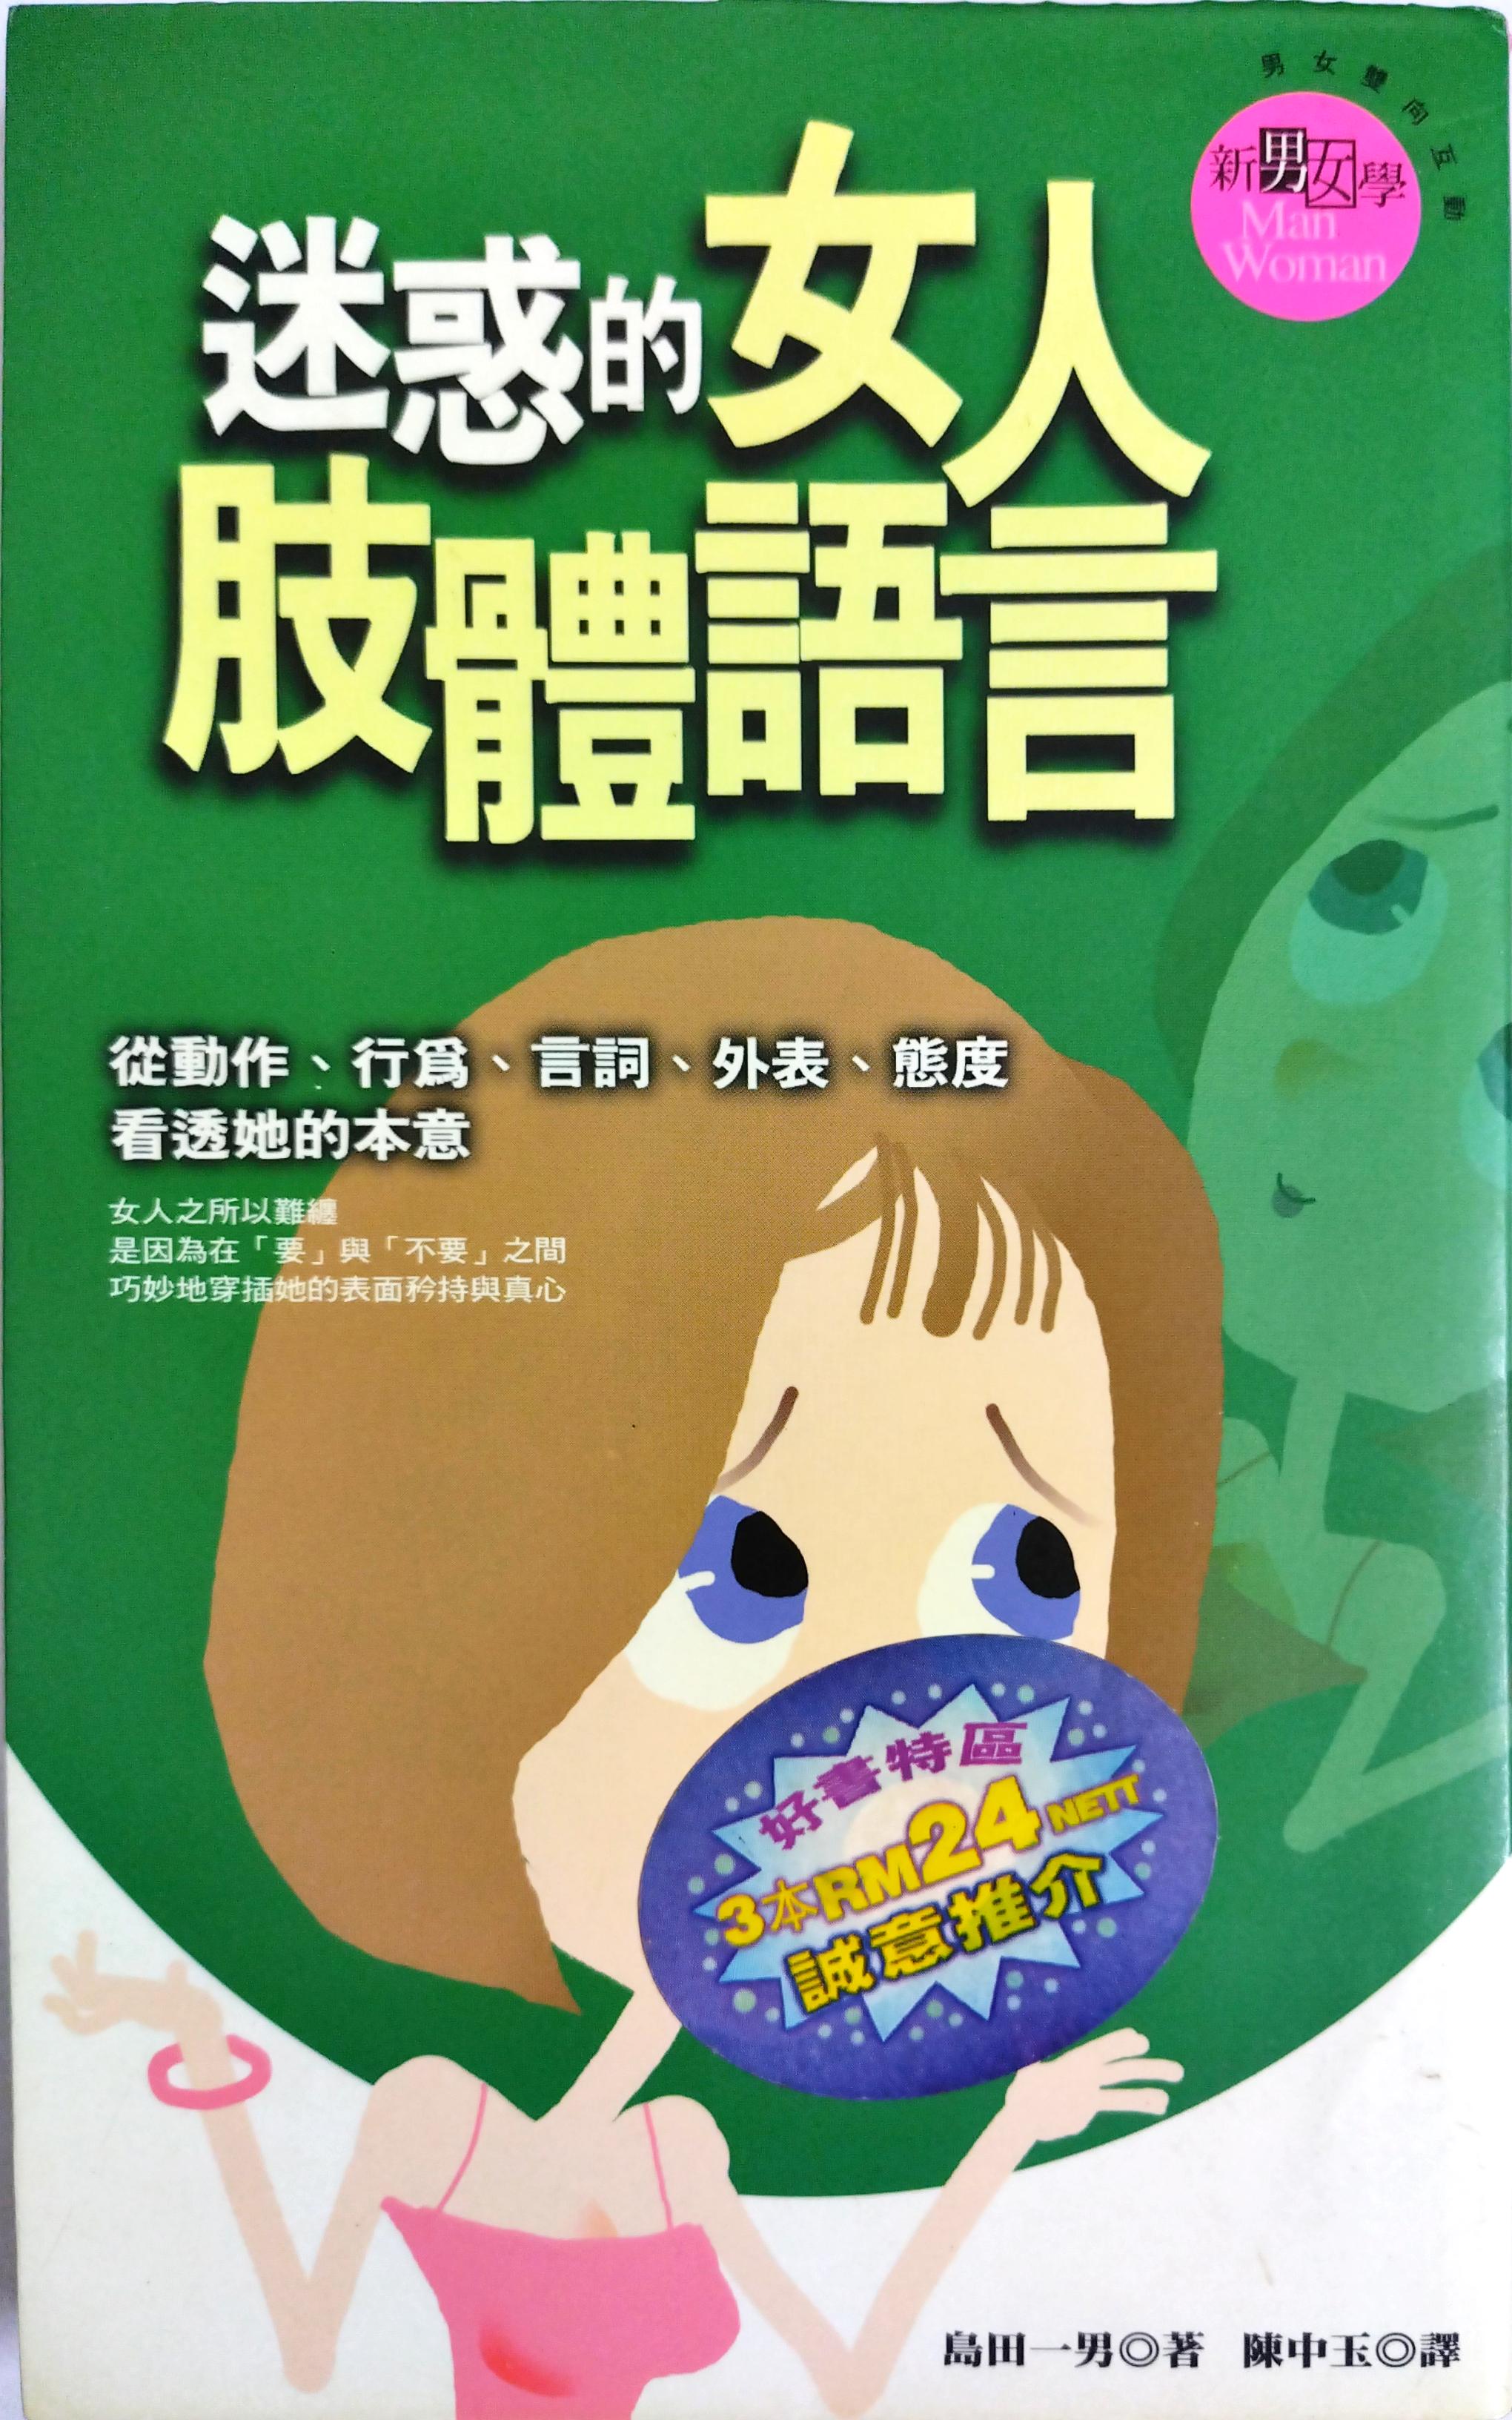 男女雙向互動
新男女學
Man
Woman
迷惑的女人
肢體語言
從動作、行為、言詞、外表、態度
看透她的本意
女人之所以難纏
是因為在「要」與「不要」之間
巧妙地穿插她的表面矜持與真心
好書特區
3本RM24 NETT
誠意推介
島田一男◎著 陳中玉◎譯